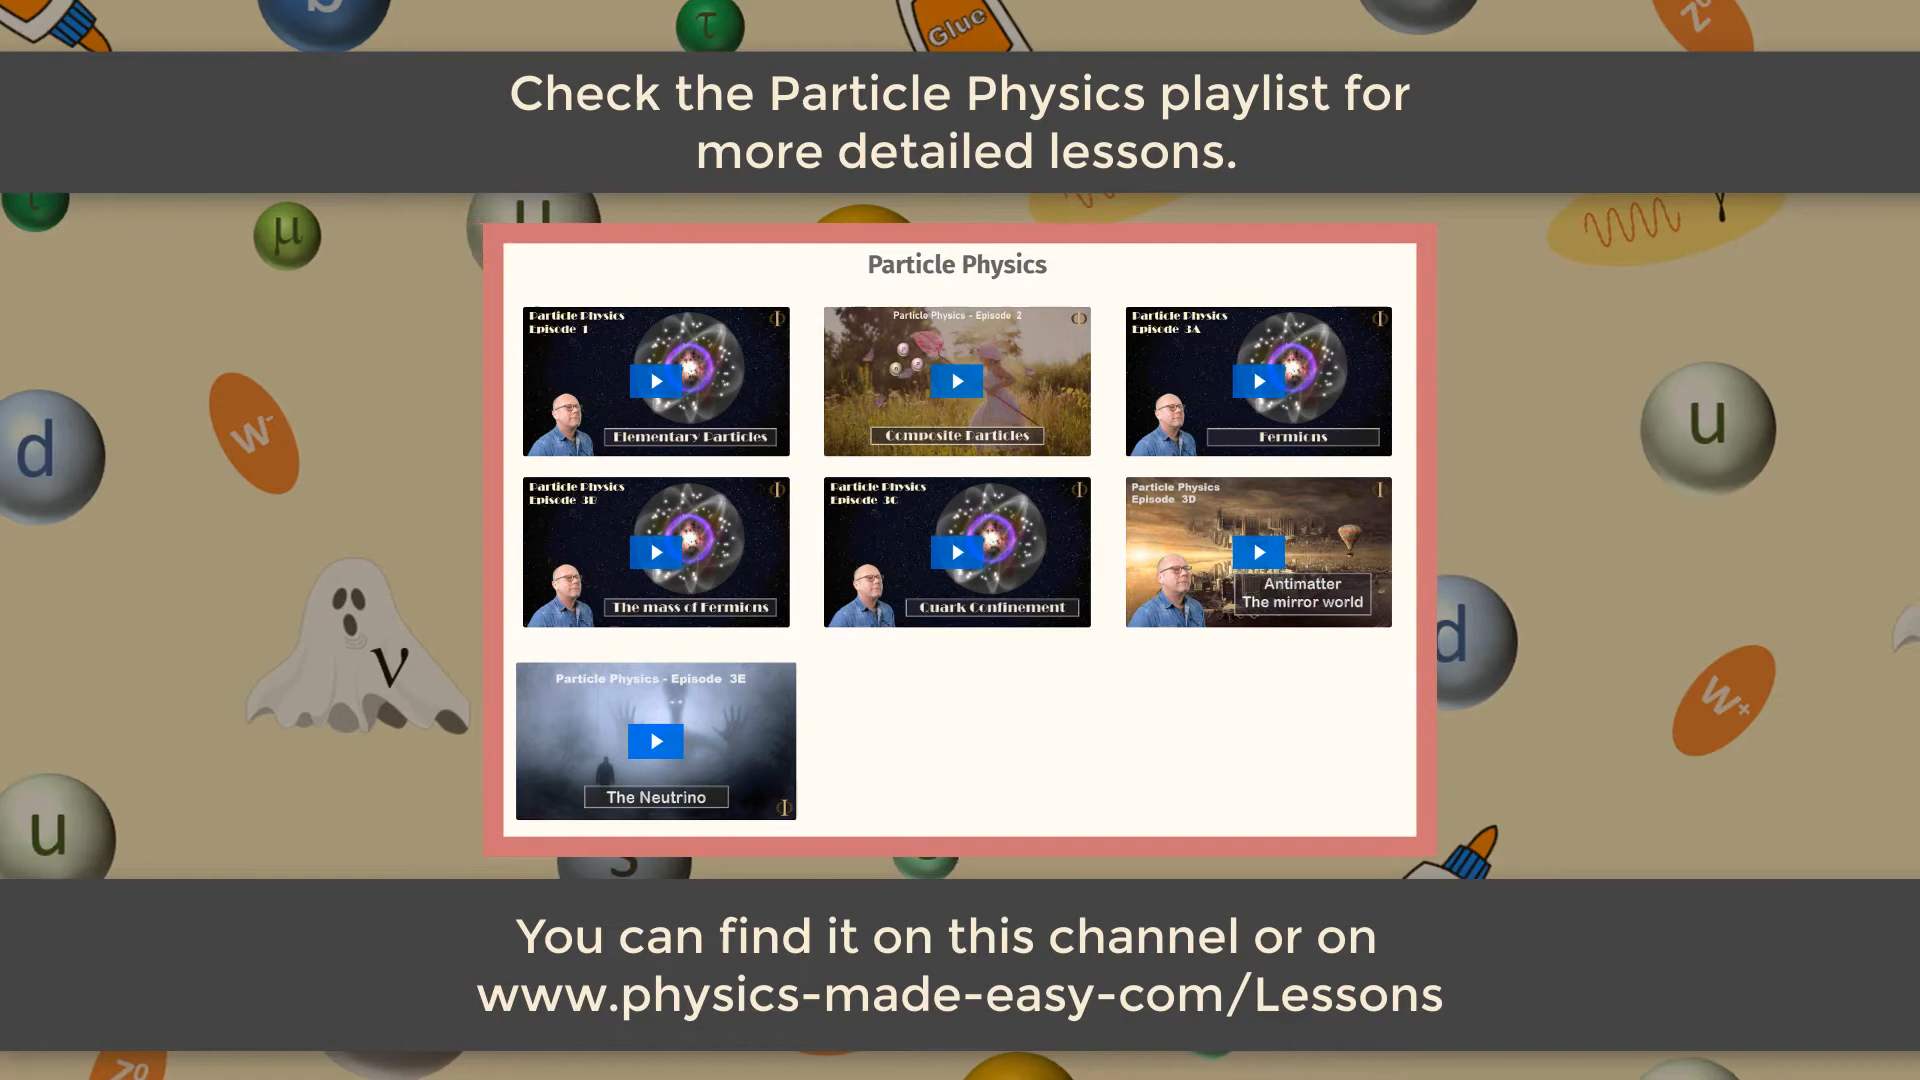 b
τ
Glue
Z⁰
Check the Particle Physics playlist for
more detailed lessons.
τ
μ
u
γ
Particle Physics
Particle Physics
Episode 1
Elementary Particles
Particle Physics - Episode 2
Composite Particles
Particle Physics
Episode 3A
Fermions
d
W⁻
u
Particle Physics
Episode 3B
The mass of Fermions
Particle Physics
Episode 3C
Quark Confinement
Particle Physics
Episode 3D
Antimatter
The mirror world
ν
d
W⁺
Particle Physics - Episode 3E
The Neutrino
u
s
You can find it on this channel or on
www.physics-made-easy-com/Lessons
Z⁰